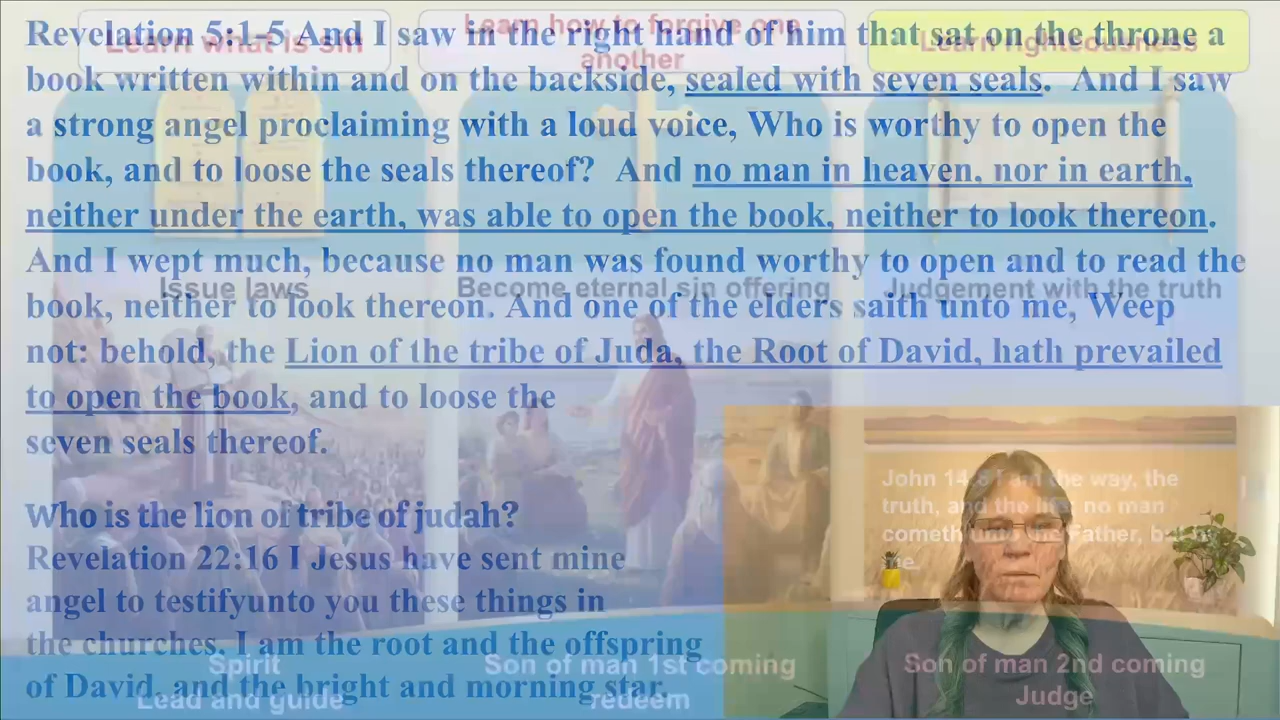 Revelation 5:1-5 And I saw in the right hand of him that sat on the throne a
book written within and on the backside, sealed with seven seals. And I saw
a strong angel proclaiming with a loud voice, Who is worthy to open the
book, and to loose the seals thereof? And no man in heaven, nor in earth,
neither under the earth, was able to open the book, neither to look thereon.
And I wept much, because no man was found worthy to open and to read the
book, neither to look thereon. And one of the elders saith unto me, Weep
not: behold, the Lion of the tribe of Juda, the Root of David, hath prevailed
to open the book, and to loose the
seven seals thereof.
Who is the lion of tribe of judah?
Revelation 22:16 I Jesus have sent mine
angel to testifyunto you these things in
the churches. I am the root and the offspring
of David, and the bright and morning star.
Learn what is sin
Learn how to forgive one
another
Learn righteousness
Issue laws
Become eternal sin offering
Judgement with the truth
John 14: I am the way, the
truth, and the no man
cometh unto Father,
me.
Spirit
Lead and guide
Son of man 1st coming
redeem
Son of man 2nd coming
Judge